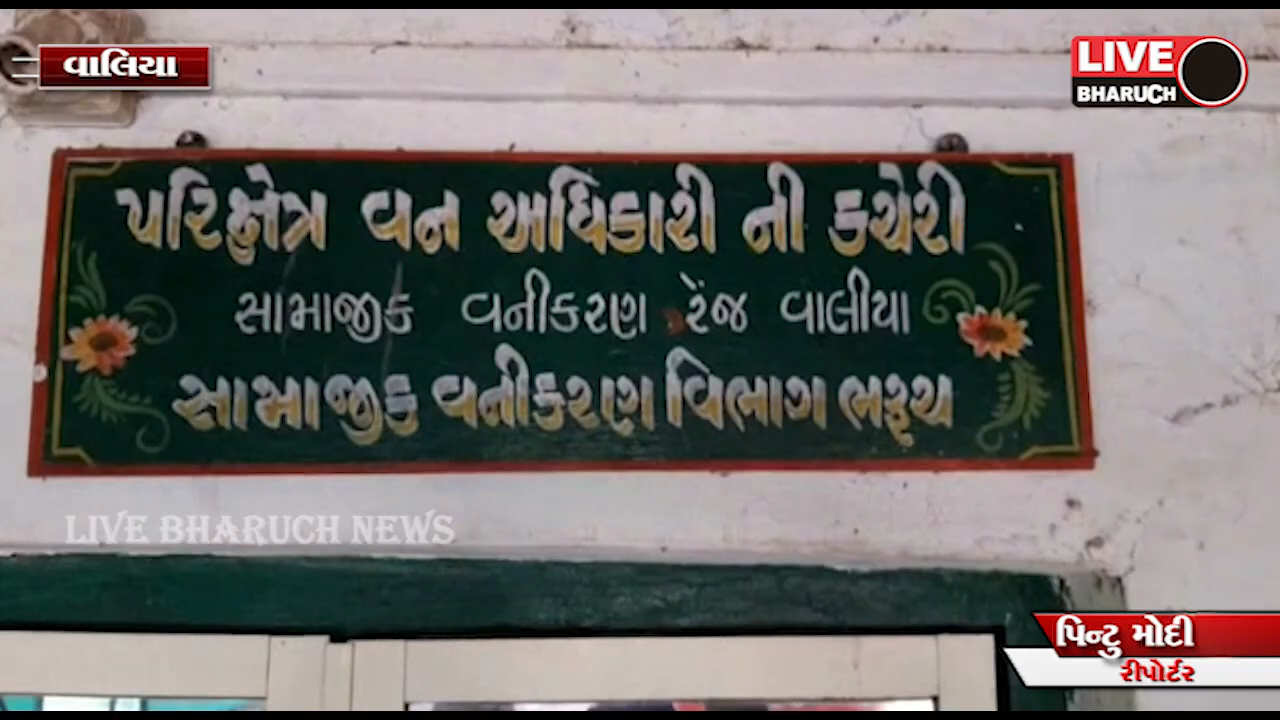 વાલિયા
LIVE
BHARUCH
પરિક્ષેત્ર વન અધિકારી ની કચેરી
સામાજીક વનીકરણ રેંજ વાલીયા
સામાજીક વનીકરણ વિભાગ ભરૂચ
LIVE BHARUCH NEWS
પિન્ટુ મોદી
રીપોર્ટર